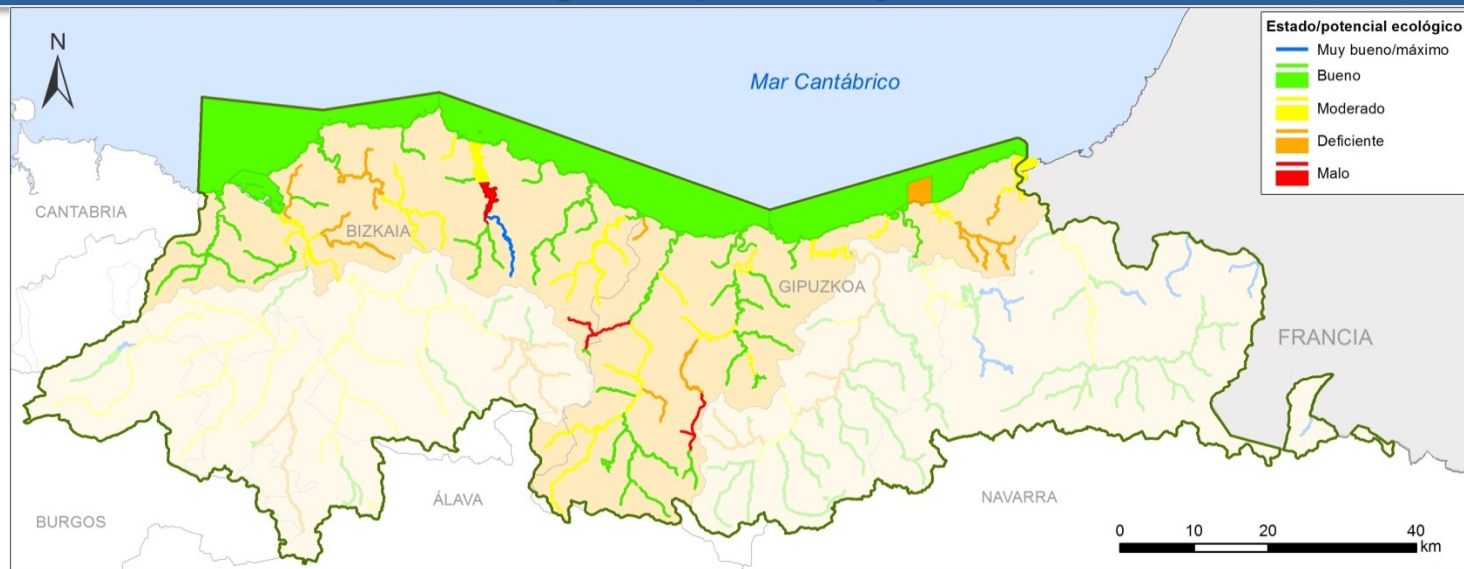 N
Mar Cantábrico
Estado/potencial ecológico
Muy bueno/máximo
Bueno
Moderado
Deficiente
Malo
CANTABRIA
BIZKAIA
GIPUZKOA
FRANCIA
ÁLAVA
NAVARRA
BURGOS
0 10 20 40
km